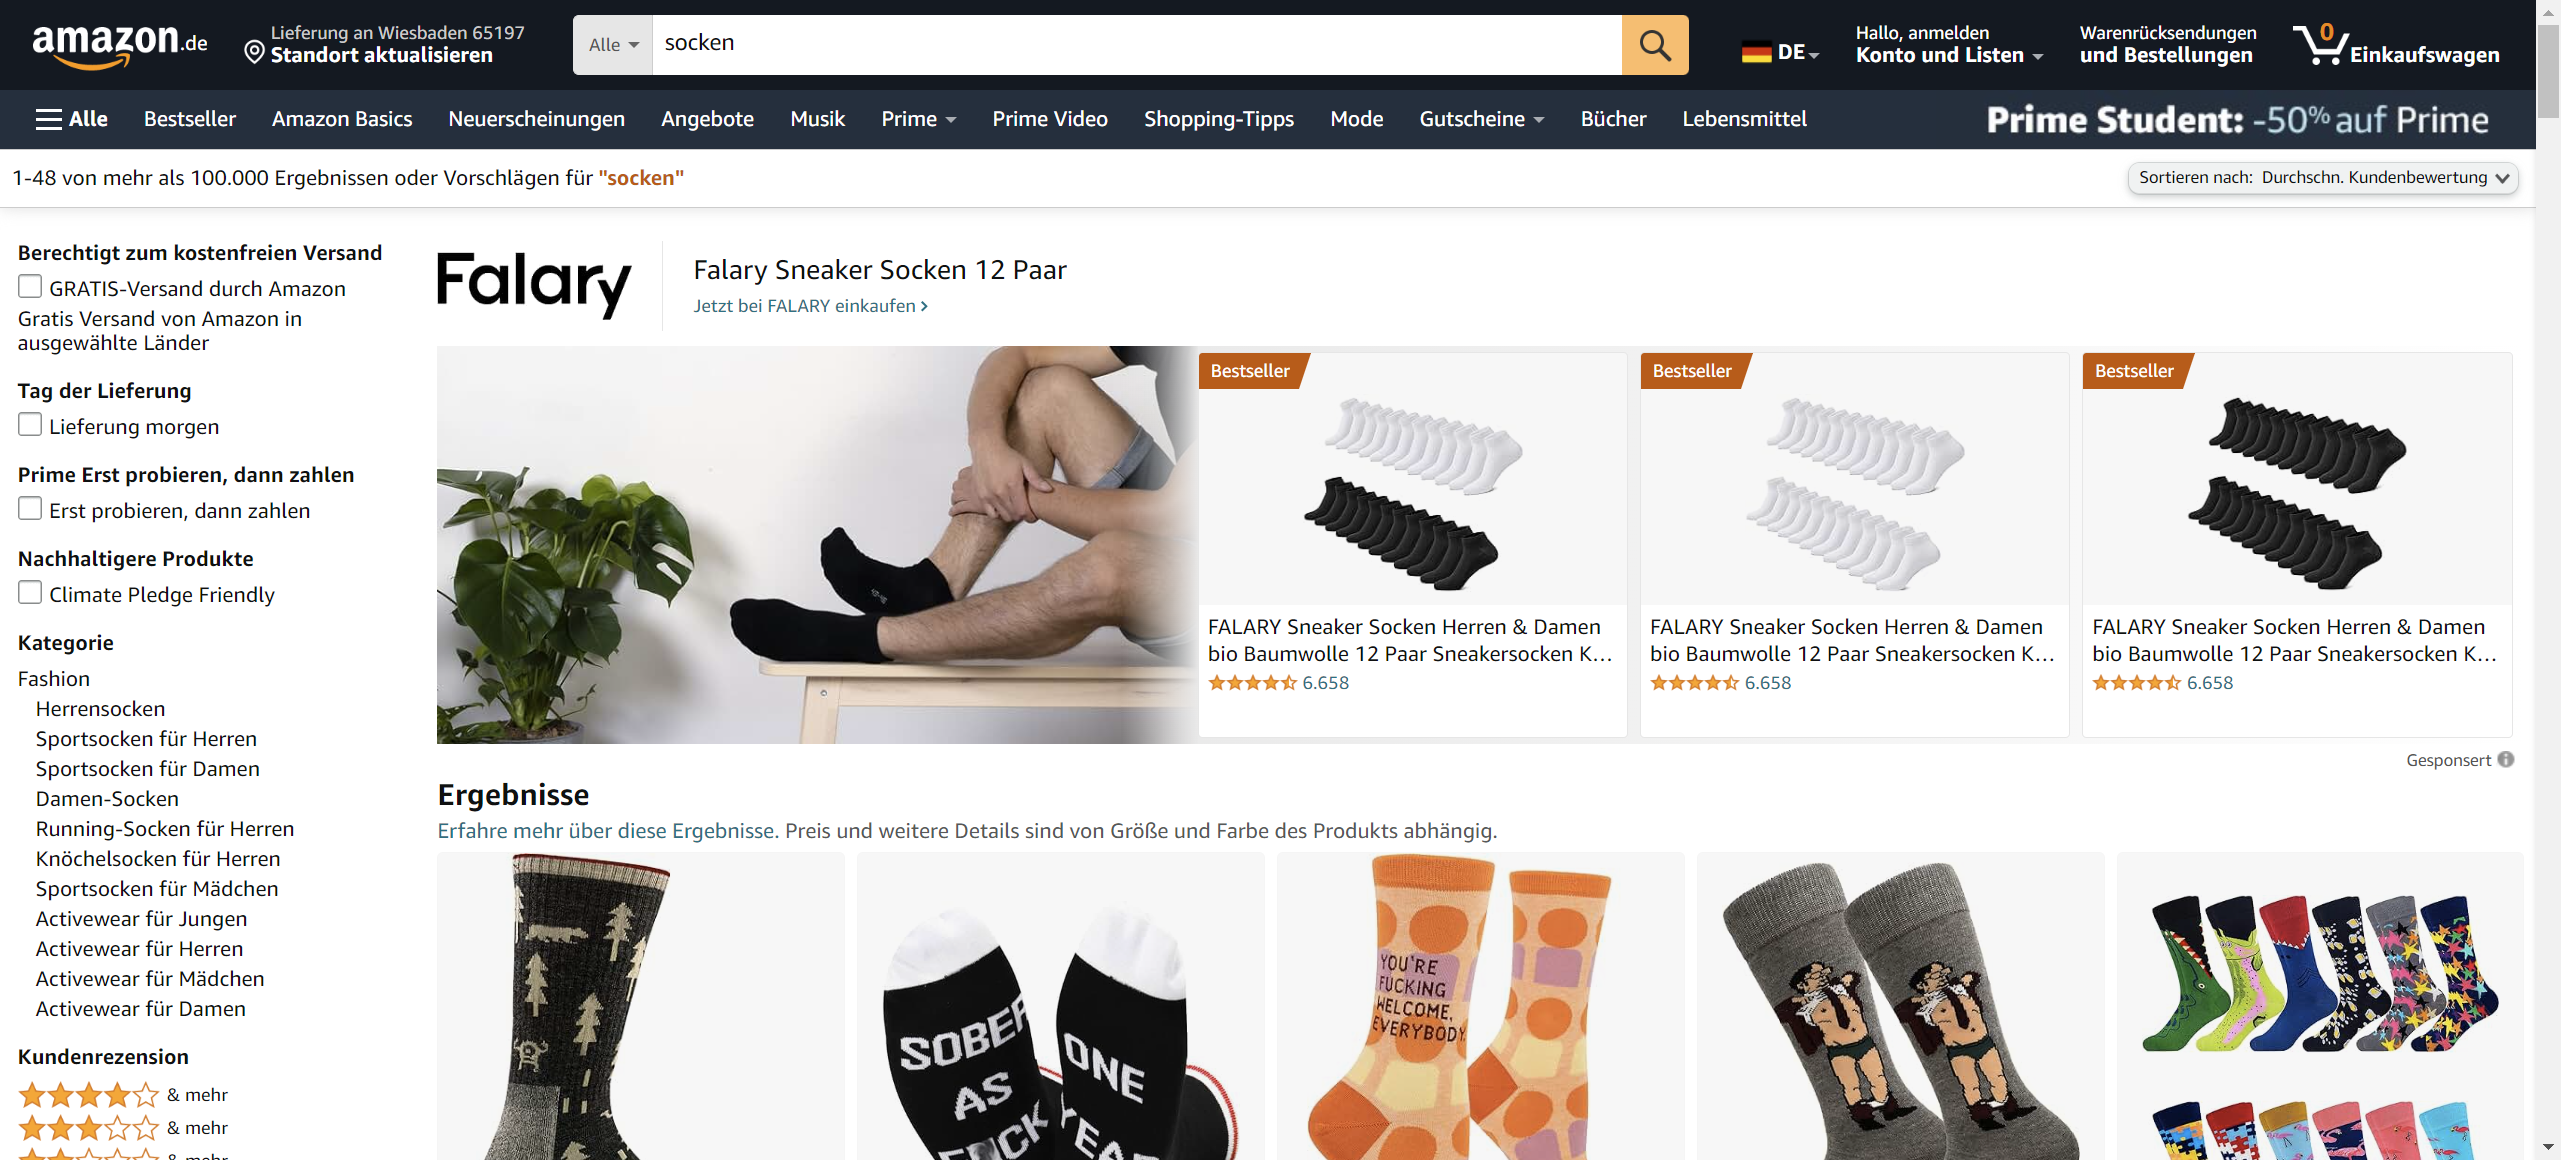 amazon.de
Lieferung an Wiesbaden 65197
Standort aktualisieren
Alle
socken
DE
Hallo, anmelden
Konto und Listen
Warenrücksendungen
und Bestellungen
0
Einkaufswagen
Alle
Bestseller
Amazon Basics
Neuerscheinungen
Angebote
Musik
Prime
Prime Video
Shopping-Tipps
Mode
Gutscheine
Bücher
Lebensmittel
Prime Student: -50% auf Prime
1-48 von mehr als 100.000 Ergebnissen oder Vorschlägen für "socken"
Sortieren nach: Durchschn. Kundenbewertung
Berechtigt zum kostenfreien Versand
GRATIS-Versand durch Amazon
Gratis Versand von Amazon in
ausgewählte Länder
Tag der Lieferung
Lieferung morgen
Prime Erst probieren, dann zahlen
Erst probieren, dann zahlen
Nachhaltigere Produkte
Climate Pledge Friendly
Kategorie
Fashion
Herrensocken
Sportsocken für Herren
Sportsocken für Damen
Damen-Socken
Running-Socken für Herren
Knöchelsocken für Herren
Sportsocken für Mädchen
Activewear für Jungen
Activewear für Herren
Activewear für Mädchen
Activewear für Damen
Kundenrezension
& mehr
& mehr
& mehr
Falary
Falary Sneaker Socken 12 Paar
Jetzt bei FALARY einkaufen ›
Bestseller
FALARY Sneaker Socken Herren & Damen
bio Baumwolle 12 Paar Sneakersocken K...
6.658
Bestseller
FALARY Sneaker Socken Herren & Damen
bio Baumwolle 12 Paar Sneakersocken K...
6.658
Bestseller
FALARY Sneaker Socken Herren & Damen
bio Baumwolle 12 Paar Sneakersocken K...
6.658
Gesponsert
Ergebnisse
Erfahre mehr über diese Ergebnisse. Preis und weitere Details sind von Größe und Farbe des Produkts abhängig.
SOBER
AS
FUCK
ONE
YEAR
YOU'RE
FUCKING
WELCOME,
EVERYBODY